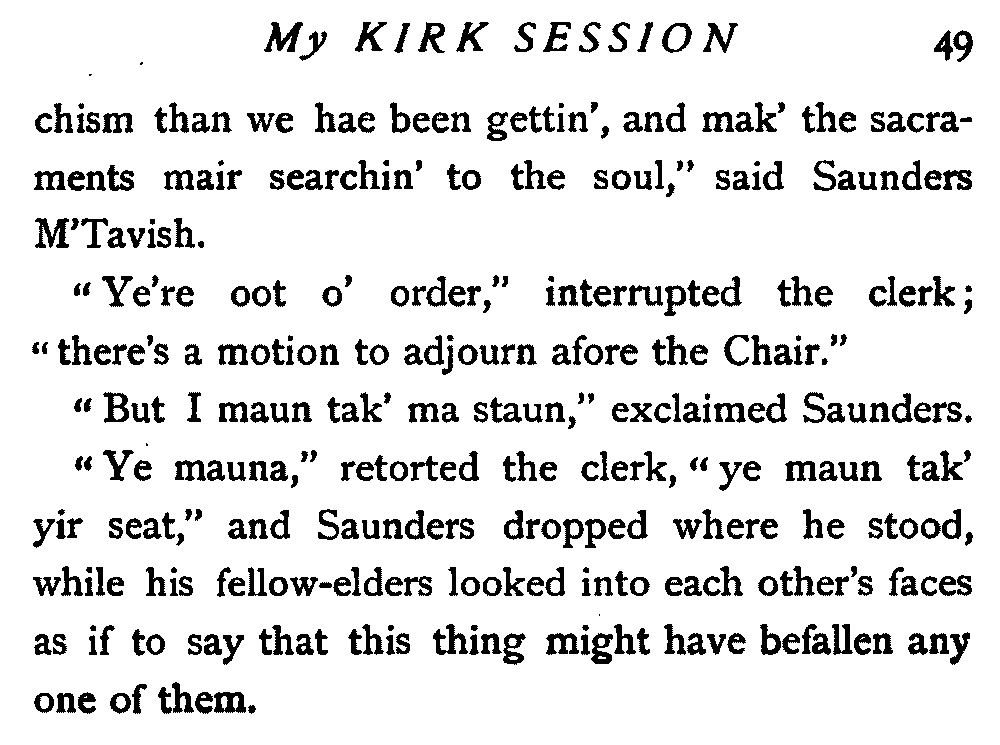 My KIRK SESSION 49
chism than we hae been gettin', and mak' the sacra-
ments mair searchin' to the soul," said Saunders
M'Tavish.
"Ye're oot o' order," interrupted the clerk;
"there's a motion to adjourn afore the Chair."
"But I maun tak' ma staun," exclaimed Saunders.
"Ye mauna," retorted the clerk, "ye maun tak'
yir seat," and Saunders dropped where he stood,
while his fellow-elders looked into each other's faces
as if to say that this thing might have befallen any
one of them.